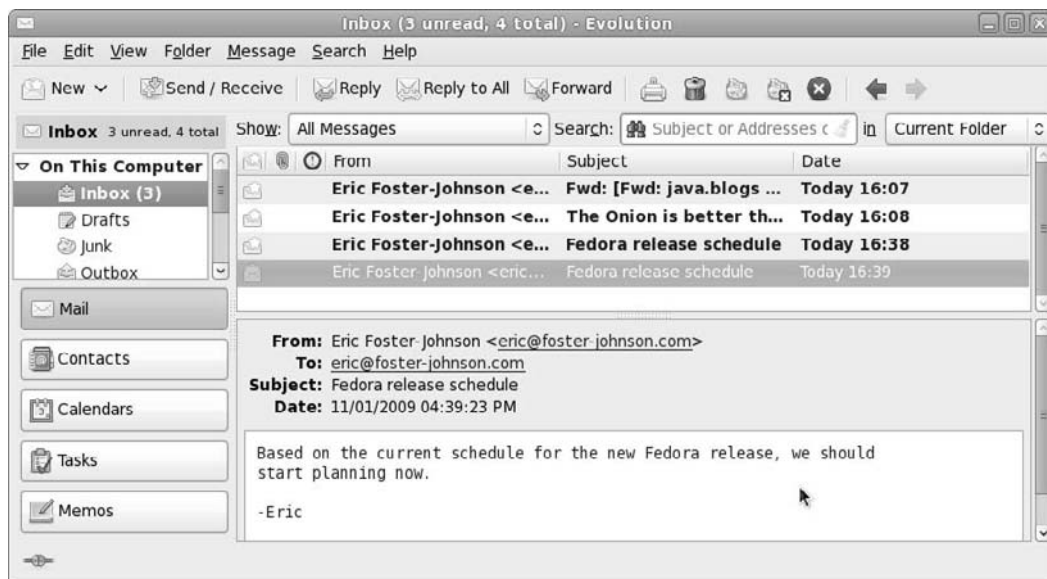 Inbox (3 unread, 4 total) - Evolution
File Edit View Folder Message Search Help
New Send / Receive Reply Reply to All Forward
Inbox 3 unread, 4 total Show: All Messages Search: Subject or Addresses c in Current Folder
On This Computer
Inbox (3)
Drafts
Junk
Outbox
From Subject Date
Eric Foster-Johnson <e... Fwd: [Fwd: java.blogs ... Today 16:07
Eric Foster-Johnson <e... The Onion is better th... Today 16:08
Eric Foster-Johnson <e... Fedora release schedule Today 16:38
Eric Foster-Johnson <eric... Fedora release schedule Today 16:39
Mail
Contacts
Calendars
Tasks
Memos
From: Eric Foster-Johnson <eric@foster-johnson.com>
To: eric@foster-johnson.com
Subject: Fedora release schedule
Date: 11/01/2009 04:39:23 PM
Based on the current schedule for the new Fedora release, we should
start planning now.
-Eric